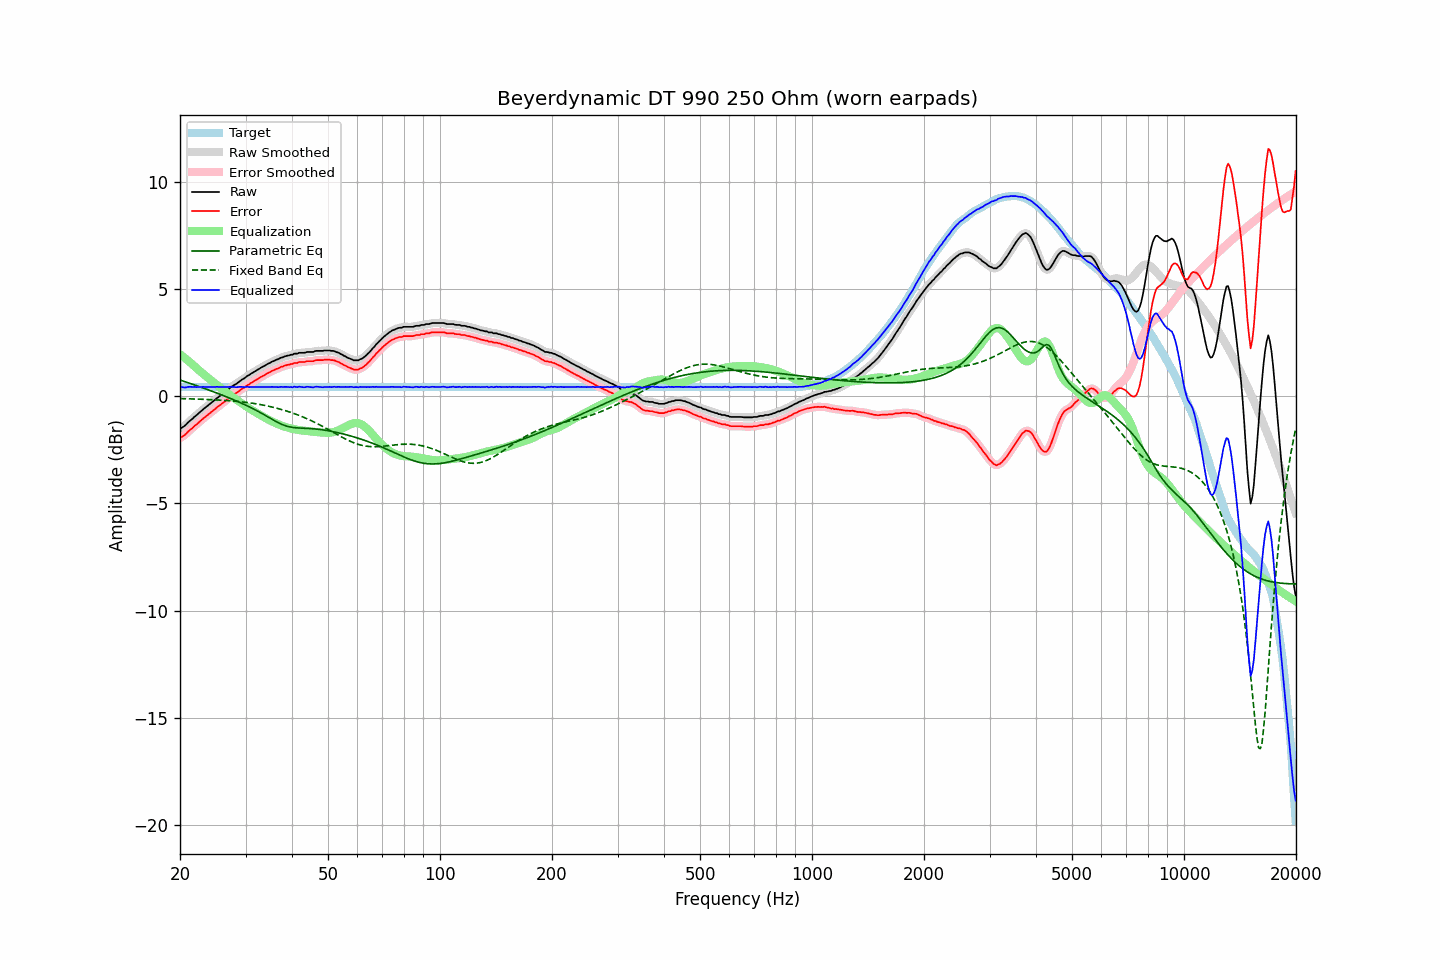 Beyerdynamic DT 990 250 Ohm (worn earpads)
Target
Raw Smoothed
Error Smoothed
Raw
Error
Equalization
Parametric Eq
Fixed Band Eq
Equalized
10
5
0
−5
−10
−15
−20
Amplitude (dBr)
20 50 100 200 500 1000 2000 5000 10000 20000
Frequency (Hz)